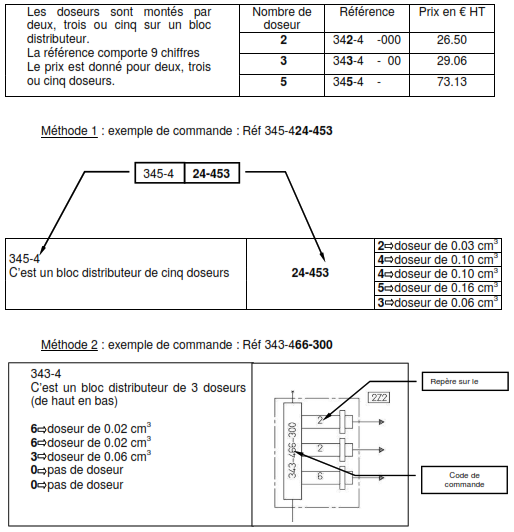 Les doseurs sont montés par
deux, trois ou cinq sur un bloc
distributeur.
La référence comporte 9 chiffres
Le prix est donné pour deux, trois
ou cinq doseurs.
Nombre de
doseur
Référence
Prix en € HT
2
342-4 -000
26.50
3
343-4 - 00
29.06
5
345-4 -
73.13
Méthode 1 : exemple de commande : Réf 345-424-453
345-4
24-453
345-4
C'est un bloc distributeur de cinq doseurs
24-453
2⇨doseur de 0.03 cm³
4⇨doseur de 0.10 cm³
4⇨doseur de 0.10 cm³
5⇨doseur de 0.16 cm³
3⇨doseur de 0.06 cm³
Méthode 2 : exemple de commande : Réf 343-466-300
343-4
C'est un bloc distributeur de 3 doseurs
(de haut en bas)
6⇨doseur de 0.02 cm³
6⇨doseur de 0.02 cm³
3⇨doseur de 0.06 cm³
0⇨pas de doseur
0⇨pas de doseur
Repère sur le
2Z2
2
2
6
343-466-300
Code de
commande